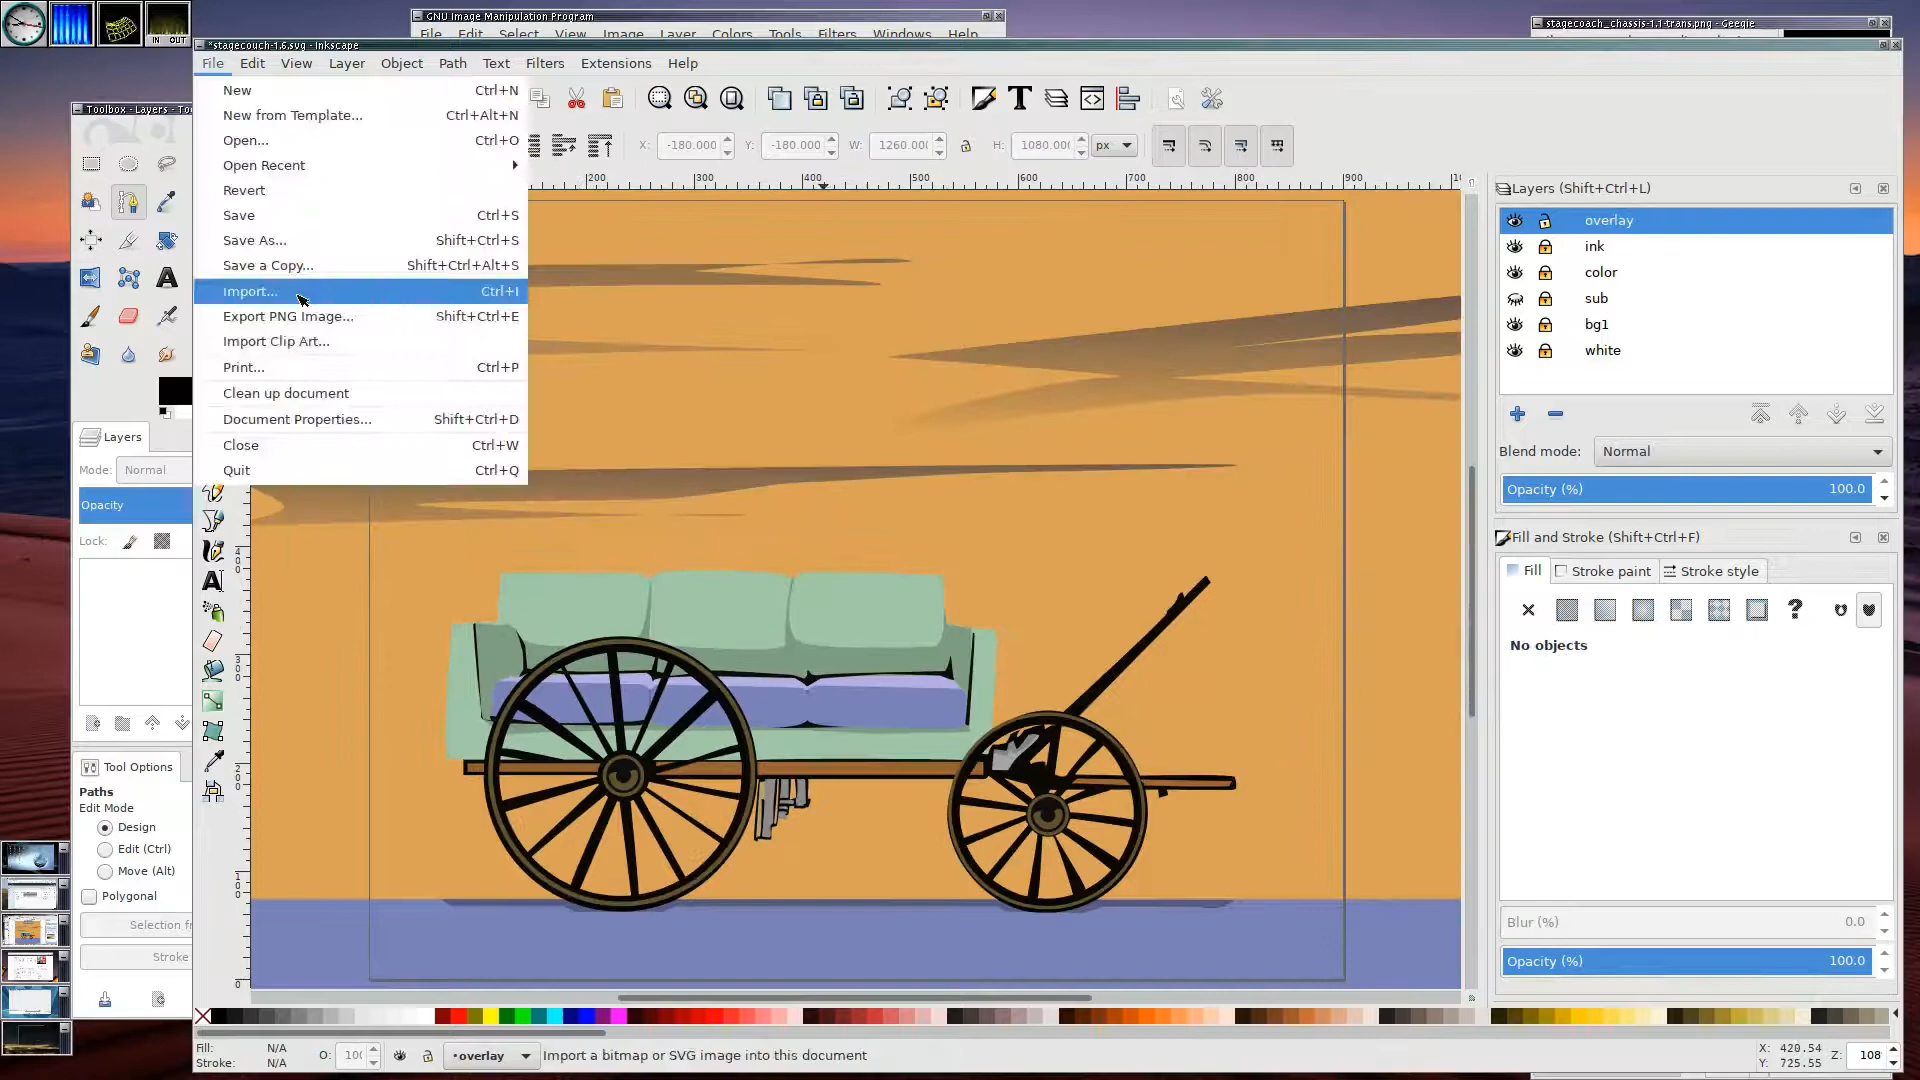 GNU Image Manipulation Program
stagecoach_chassis-1.1-trans.png - Geeqie
File Edit Select View Image Layer Colors Tools Filters Windows Help
IN OUT
*stagecouch-1.6.svg - Inkscape
File Edit View Layer Object Path Text Filters Extensions Help
Toolbox - Layers - To
New Ctrl+N
New from Template... Ctrl+Alt+N
Open... Ctrl+O
Open Recent
Revert
Save Ctrl+S
Save As... Shift+Ctrl+S
Save a Copy... Shift+Ctrl+Alt+S
Import... Ctrl+I
Export PNG Image... Shift+Ctrl+E
Import Clip Art...
Print... Ctrl+P
Clean up document
Document Properties... Shift+Ctrl+D
Close Ctrl+W
Quit Ctrl+Q
X: -180.000 Y: -180.000 W: 1260.00 H: 1080.00 px
200 300 400 500 600 700 800 900
Layers (Shift+Ctrl+L)
overlay
ink
color
sub
bg1
white
Blend mode: Normal
Opacity (%) 100.0
Fill and Stroke (Shift+Ctrl+F)
Fill Stroke paint Stroke style
No objects
Blur (%) 0.0
Opacity (%) 100.0
Layers
Mode: Normal
Opacity
Lock:
Tool Options
Paths
Edit Mode
Design
Edit (Ctrl)
Move (Alt)
Polygonal
Selection fr
Stroke
Fill: N/A
Stroke: N/A
O: 100
•overlay
Import a bitmap or SVG image into this document
X: 420.54
Y: 725.55
Z: 108